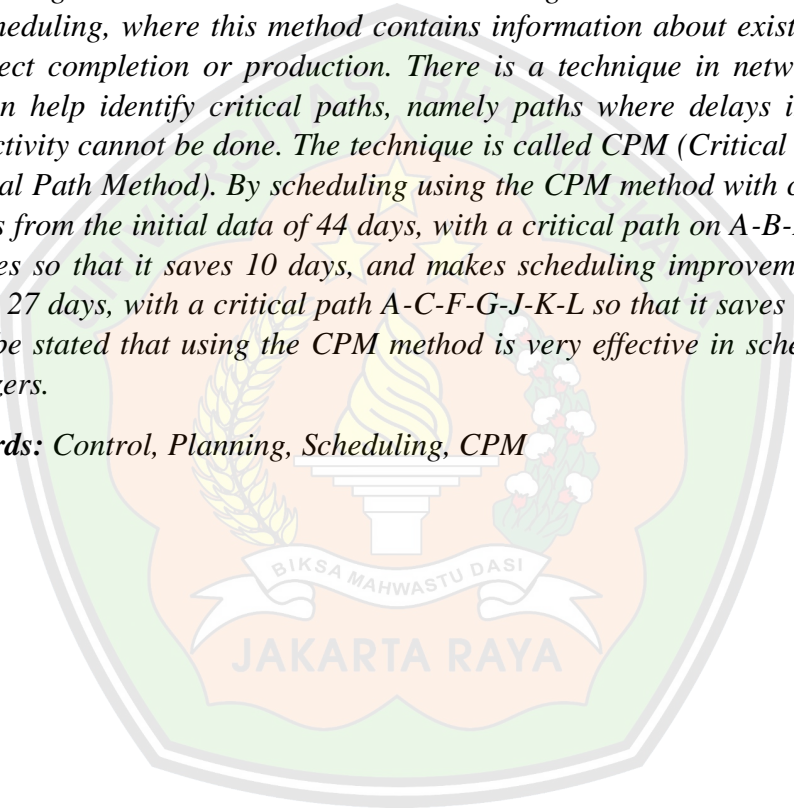 heduling, where this method contains information about exist
ect completion or production. There is a technique in netw
n help identify critical paths, namely paths where delays i
ctivity cannot be done. The technique is called CPM (Critical
al Path Method). By scheduling using the CPM method with
s from the initial data of 44 days, with a critical path on A-B-
es so that it saves 10 days, and makes scheduling improvem
27 days, with a critical path A-C-F-G-J-K-L so that it saves
be stated that using the CPM method is very effective in sche
zers.
rds: Control, Planning, Scheduling, CPM
UNIVERSITAS BHAYANGKARA
BIKSA MAHWASTU DASI
JAKARTA RAYA